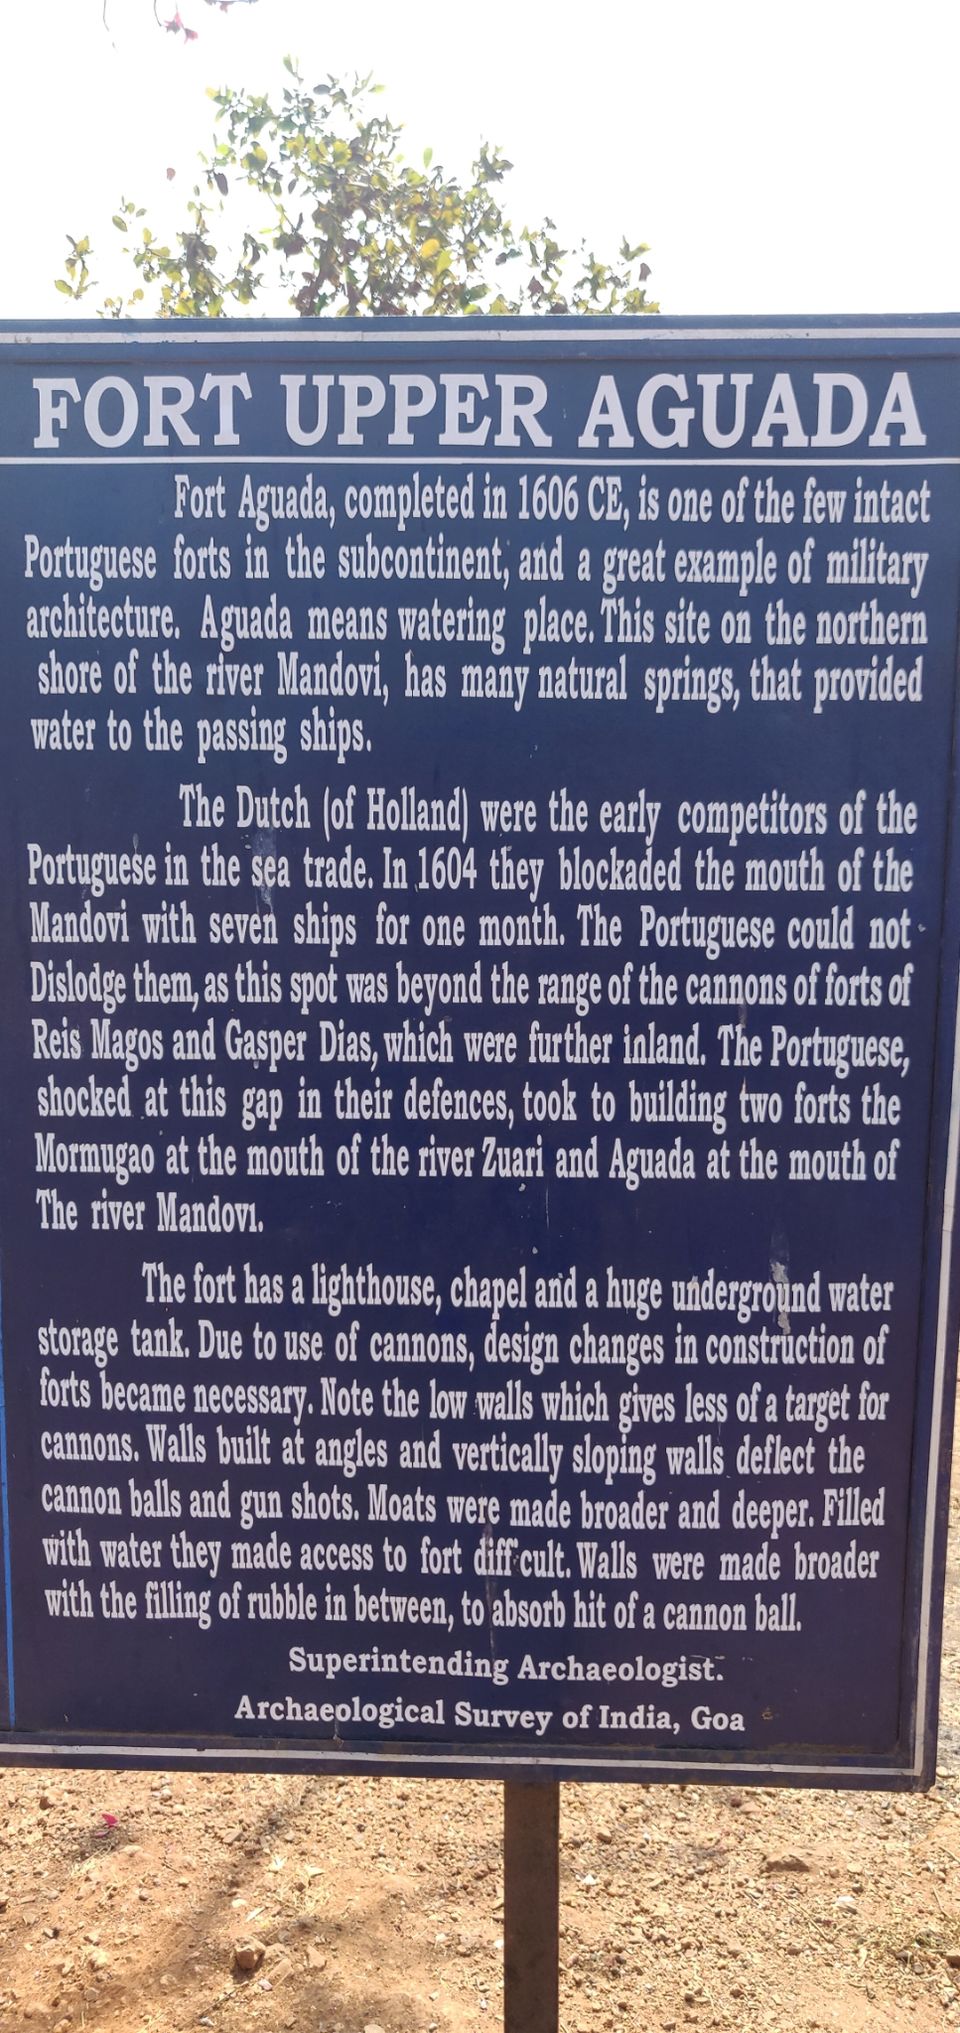 FORT UPPER AGUADA
Fort Aguada, completed in 1606 CE, is one of the few intact
Portuguese forts in the subcontinent, and a great example of military
architecture. Aguada means watering place. This site on the northern
shore of the river Mandovi, has many natural springs, that provided
water to the passing ships.
The Dutch (of Holland) were the early competitors of the
Portuguese in the sea trade. In 1604 they blockaded the mouth of the
Mandovi with seven ships for one month. The Portuguese could not
Dislodge them, as this spot was beyond the range of the cannons of forts of
Reis Magos and Gasper Dias, which were further inland. The Portuguese,
shocked at this gap in their defences, took to building two forts the
Mormugao at the mouth of the river Zuari and Aguada at the mouth of
The river Mandovi.
The fort has a lighthouse, chapel and a huge underground water
storage tank. Due to use of cannons, design changes in construction of
forts became necessary. Note the low walls which gives less of a target for
cannons. Walls built at angles and vertically sloping walls deflect the
cannon balls and gun shots. Moats were made broader and deeper. Filled
with water they made access to fort difficult. Walls were made broader
with the filling of rubble in between, to absorb hit of a cannon ball.
Superintending Archaeologist.
Archaeological Survey of India, Goa